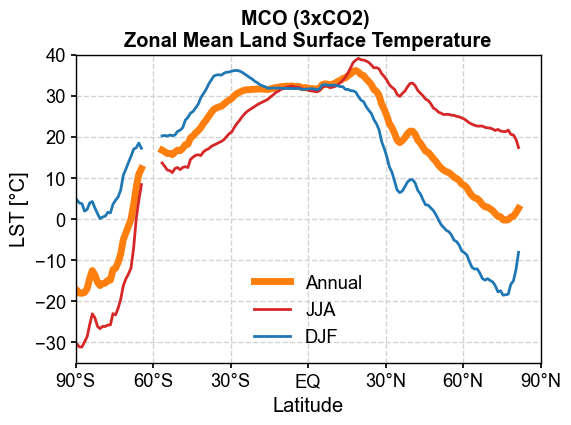 MCO (3xCO2)
Zonal Mean Land Surface Temperature
LST [°C]
40
30
20
10
0
−10
−20
−30
Annual
JJA
DJF
90°S 60°S 30°S EQ 30°N 60°N 90°N
Latitude